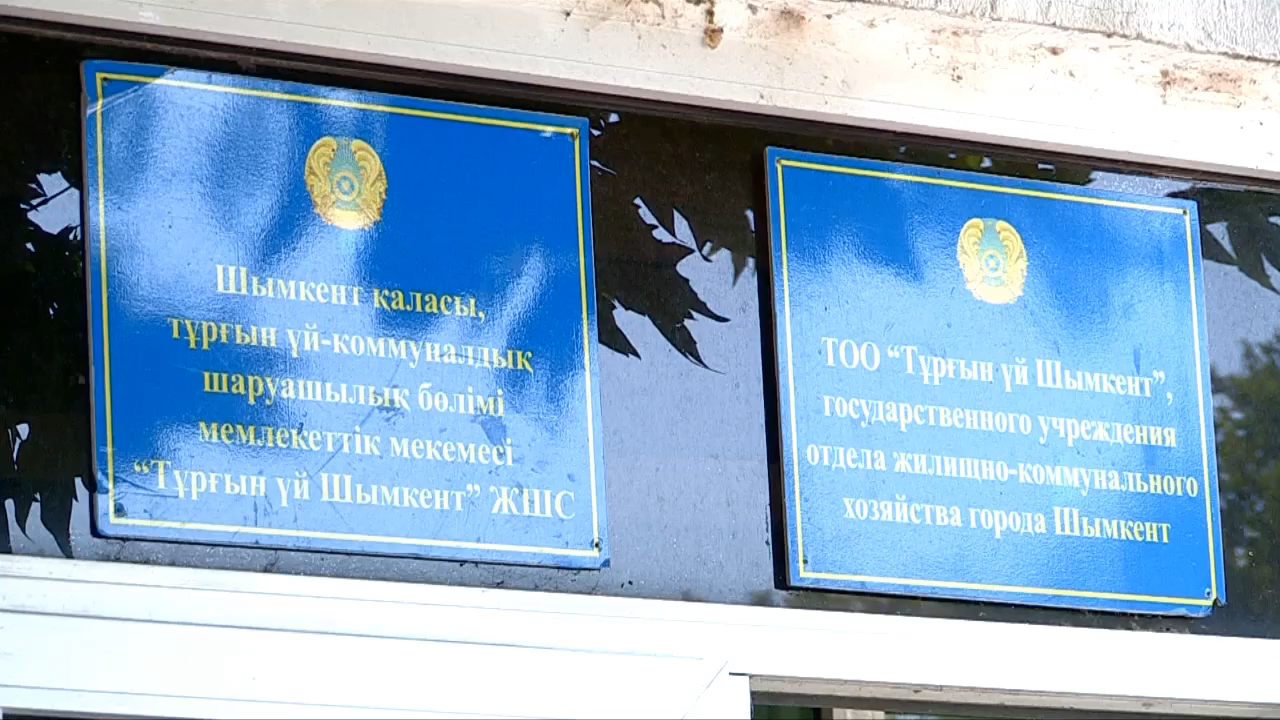 Шымкент қаласы,
тұрғын үй-коммуналдық
шаруашылық бөлімі
мемлекеттік мекемесі
“Тұрғын үй Шымкент” ЖШС
ТОО “Тұрғын үй Шымкент”,
государственного учреждения
отдела жилищно-коммунального
хозяйства города Шымкент